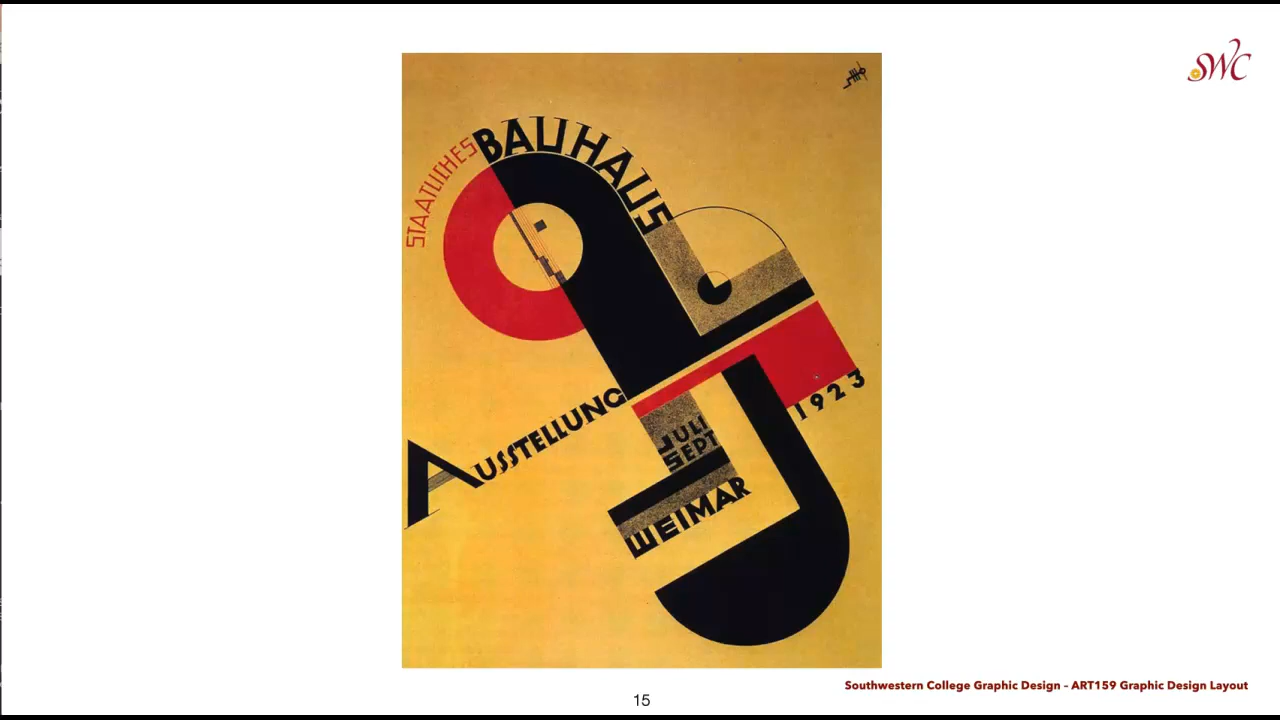 SWC
STAATLICHES BAUHAUS
AUSSTELLUNG
1923
JULI
SEPT
WEIMAR
Southwestern College Graphic Design – ART159 Graphic Design Layout
15